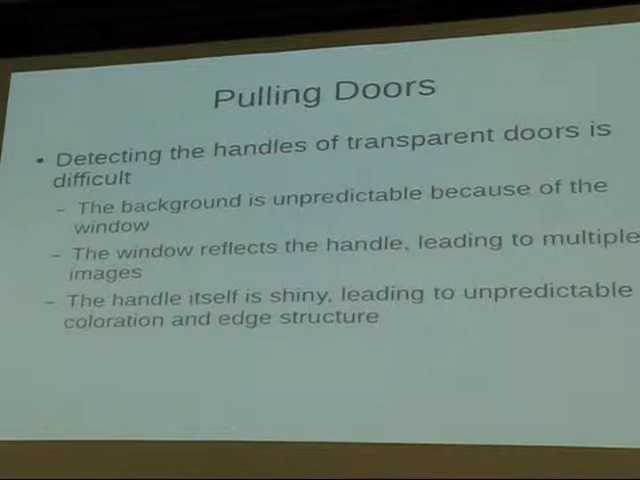 Pulling Doors
• Detecting the handles of transparent doors is
difficult
– The background is unpredictable because of the
window
– The window reflects the handle, leading to multiple
images
– The handle itself is shiny, leading to unpredictable
coloration and edge structure